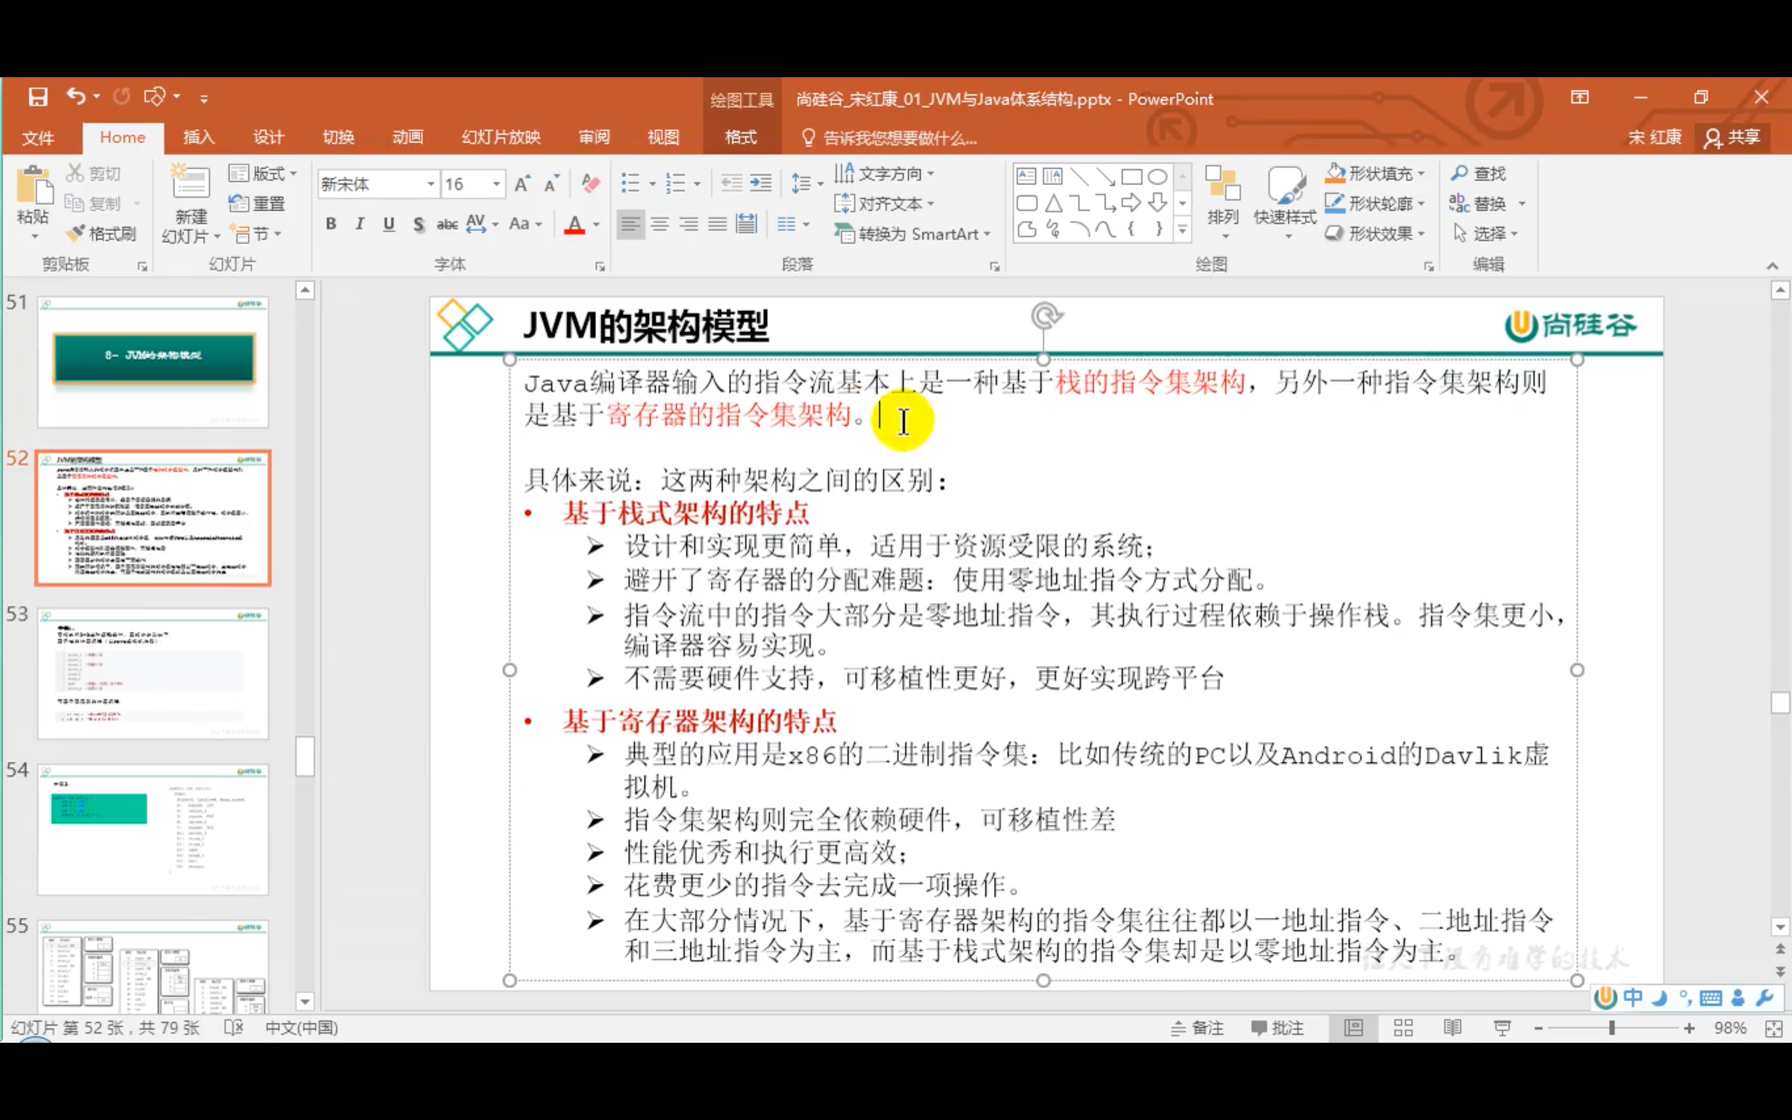 绘图工具
尚硅谷_宋红康_01_JVM与Java体系结构.pptx - PowerPoint
文件
Home
插入
设计
切换
动画
幻灯片放映
审阅
视图
格式
告诉我您想要做什么...
宋 红康
共享
粘贴
剪切
复制
格式刷
剪贴板
新建
幻灯片
版式
重置
节
幻灯片
新宋体
16
B I U S abc AV Aa A
字体
文字方向
对齐文本
转换为 SmartArt
段落
排列
快速样式
形状填充
形状轮廓
形状效果
绘图
查找
替换
选择
编辑
51
8- JVM的架构模型
52
JVM的架构模型
53
54
55
JVM的架构模型
尚硅谷
Java编译器输入的指令流基本上是一种基于栈的指令集架构，另外一种指令集架构则
是基于寄存器的指令集架构。
具体来说：这两种架构之间的区别：
• 基于栈式架构的特点
➢ 设计和实现更简单，适用于资源受限的系统；
➢ 避开了寄存器的分配难题：使用零地址指令方式分配。
➢ 指令流中的指令大部分是零地址指令，其执行过程依赖于操作栈。指令集更小，
编译器容易实现。
➢ 不需要硬件支持，可移植性更好，更好实现跨平台
• 基于寄存器架构的特点
➢ 典型的应用是x86的二进制指令集：比如传统的PC以及Android的Davlik虚
拟机。
➢ 指令集架构则完全依赖硬件，可移植性差
➢ 性能优秀和执行更高效；
➢ 花费更少的指令去完成一项操作。
➢ 在大部分情况下，基于寄存器架构的指令集往往都以一地址指令、二地址指令
和三地址指令为主，而基于栈式架构的指令集却是以零地址指令为主。
没有难学的技术
中
幻灯片 第 52 张，共 79 张
中文(中国)
备注
批注
98%